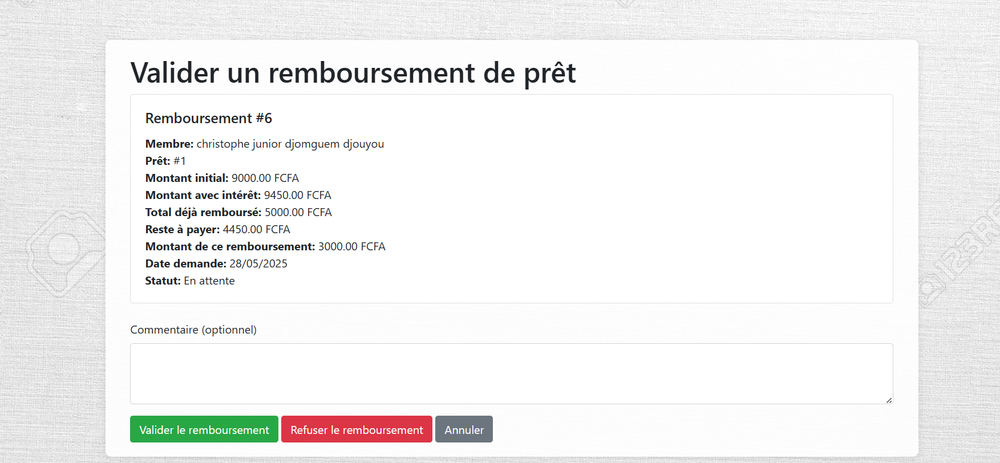 Valider un remboursement de prêt
Remboursement #6
Membre: christophe junior djomguem djouyou
Prêt: #1
Montant initial: 9000.00 FCFA
Montant avec intérêt: 9450.00 FCFA
Total déjà remboursé: 5000.00 FCFA
Reste à payer: 4450.00 FCFA
Montant de ce remboursement: 3000.00 FCFA
Date demande: 28/05/2025
Statut: En attente
Commentaire (optionnel)
Valider le remboursement
Refuser le remboursement
Annuler
123RF